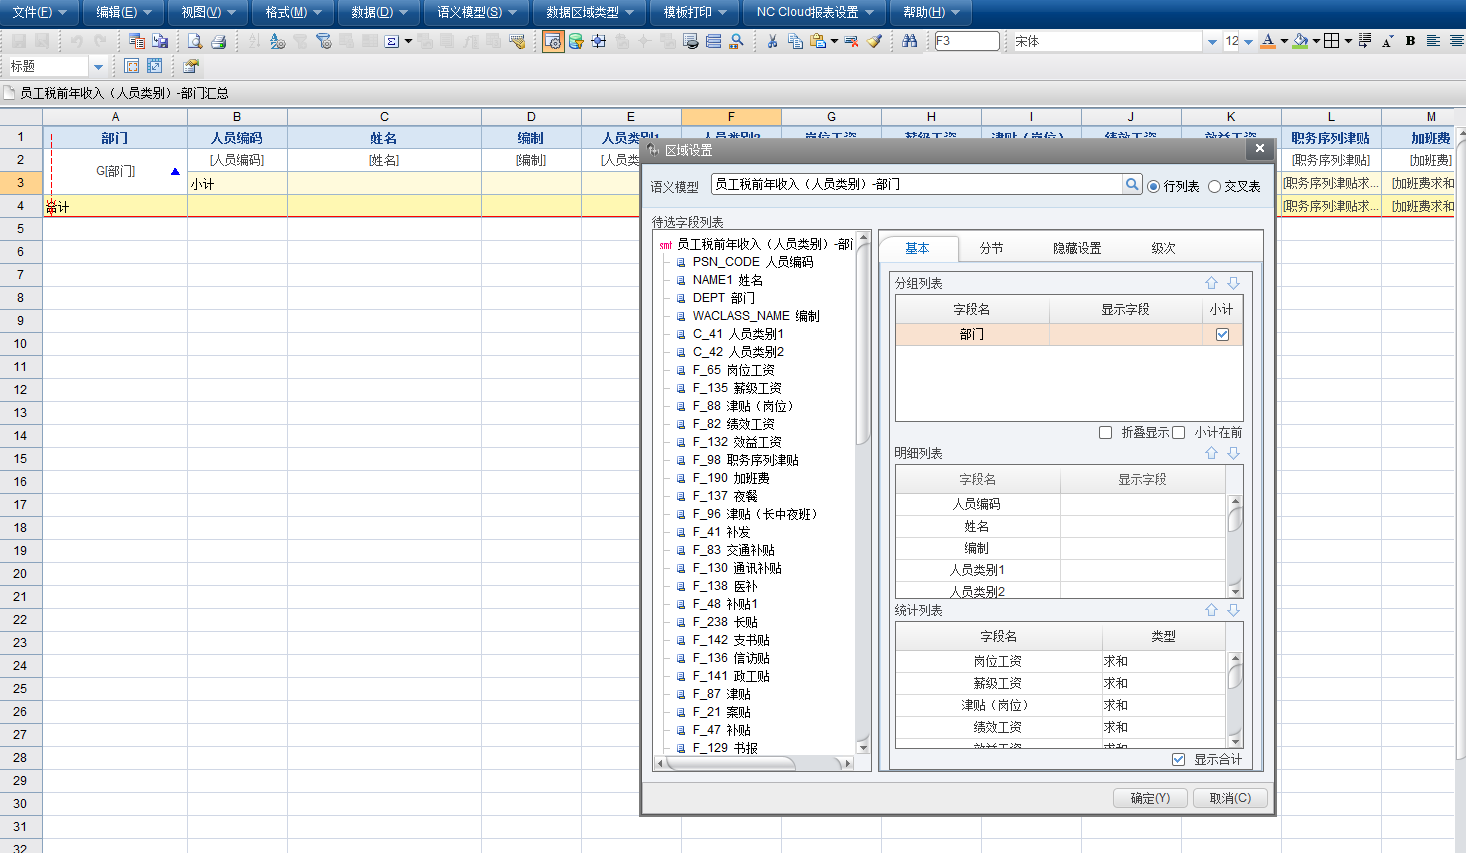 文件(F) 编辑(E) 视图(V) 格式(M) 数据(D) 语义模型(S) 数据区域类型 模板打印 NC Cloud报表设置 帮助(H)
F3 宋体 12 A A B
标题
员工税前年收入（人员类别）-部门汇总
A B C D E F G H I J K L M
1 部门 人员编码 姓名 编制 人员类别1 人员类别2 岗位工资 薪级工资 津贴（岗位） 绩效工资 效益工资 职务序列津贴 加班费
2 G[部门] [人员编码] [姓名] [编制] [人员类 [职务序列津贴] [加班费]
3 小计 [职务序列津贴求... [加班费求和
4 总计 [职务序列津贴求... [加班费求和
5
6
7
8
9
10
11
12
13
14
15
16
17
18
19
20
21
22
23
24
25
26
27
28
29
30
31
32
区域设置
语义模型 员工税前年收入（人员类别）-部门 行列表 交叉表
待选字段列表
smt 员工税前年收入（人员类别）-部门
PSN_CODE 人员编码
NAME1 姓名
DEPT 部门
WACLASS_NAME 编制
C_41 人员类别1
C_42 人员类别2
F_65 岗位工资
F_135 薪级工资
F_88 津贴（岗位）
F_82 绩效工资
F_132 效益工资
F_98 职务序列津贴
F_190 加班费
F_137 夜餐
F_96 津贴（长中夜班）
F_41 补发
F_83 交通补贴
F_130 通讯补贴
F_138 医补
F_48 补贴1
F_238 长贴
F_142 支书贴
F_136 信访贴
F_141 政工贴
F_87 津贴
F_21 案贴
F_47 补贴
F_129 书报
基本 分节 隐藏设置 级次
分组列表
字段名 显示字段 小计
部门
折叠显示 小计在前
明细列表
字段名 显示字段
人员编码
姓名
编制
人员类别1
人员类别2
统计列表
字段名 类型
岗位工资 求和
薪级工资 求和
津贴（岗位） 求和
绩效工资 求和
效益工资 求和
显示合计
确定(Y) 取消(C)